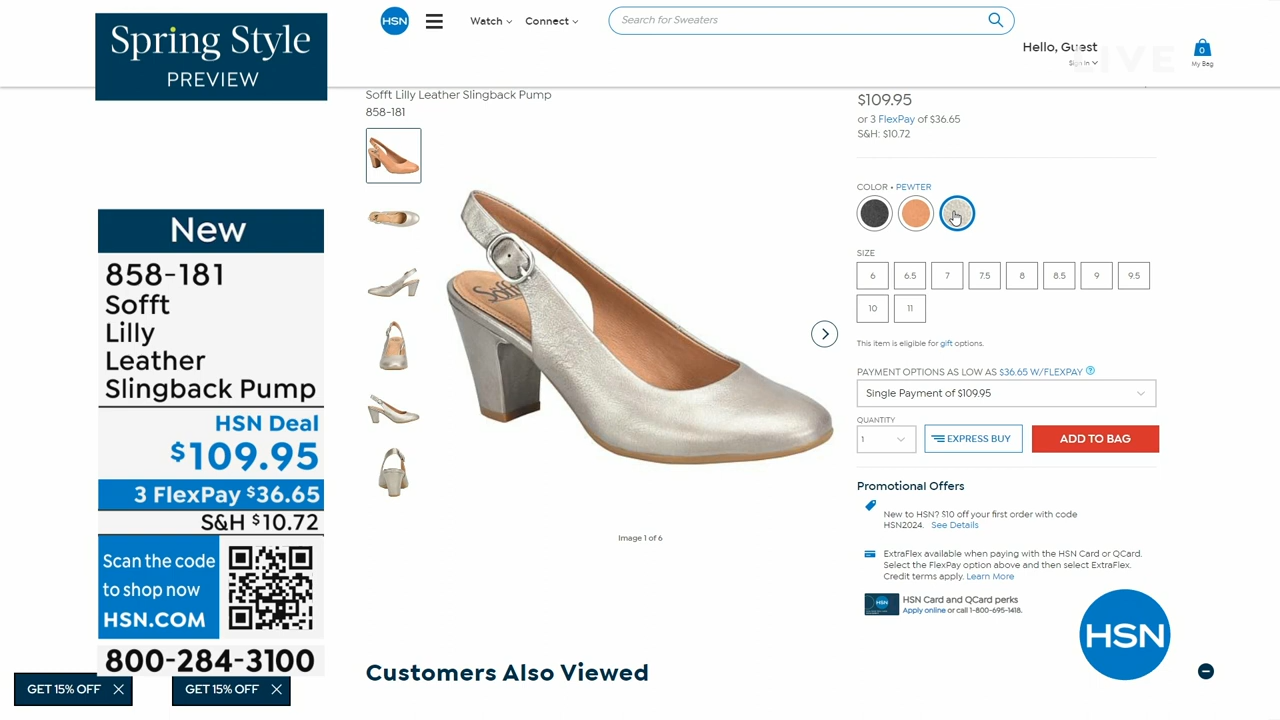 Spring Style
PREVIEW
HSN
Watch
Connect
Search for Sweaters
Hello, Guest
Sign In
LIVE
0
My Bag
Sofft Lilly Leather Slingback Pump
858-181
$109.95
or 3 FlexPay of $36.65
S&H: $10.72
COLOR • PEWTER
SIZE
6 6.5 7 7.5 8 8.5 9 9.5
10 11
This item is eligible for gift options.
PAYMENT OPTIONS AS LOW AS $36.65 W/FLEXPAY ?
Single Payment of $109.95
QUANTITY
1
EXPRESS BUY
ADD TO BAG
Promotional Offers
New to HSN? $10 off your first order with code
HSN2024. See Details
ExtraFlex available when paying with the HSN Card or QCard.
Select the FlexPay option above and then select ExtraFlex.
Credit terms apply. Learn More
HSN
HSN Card and QCard perks
Apply online or call 1-800-695-1418.
Sofft
Image 1 of 6
New
858-181
Sofft
Lilly
Leather
Slingback Pump
HSN Deal
$109.95
3 FlexPay $36.65
S&H $10.72
Scan the code
to shop now
HSN.COM
800-284-3100
GET 15% OFF
GET 15% OFF
Customers Also Viewed
HSN